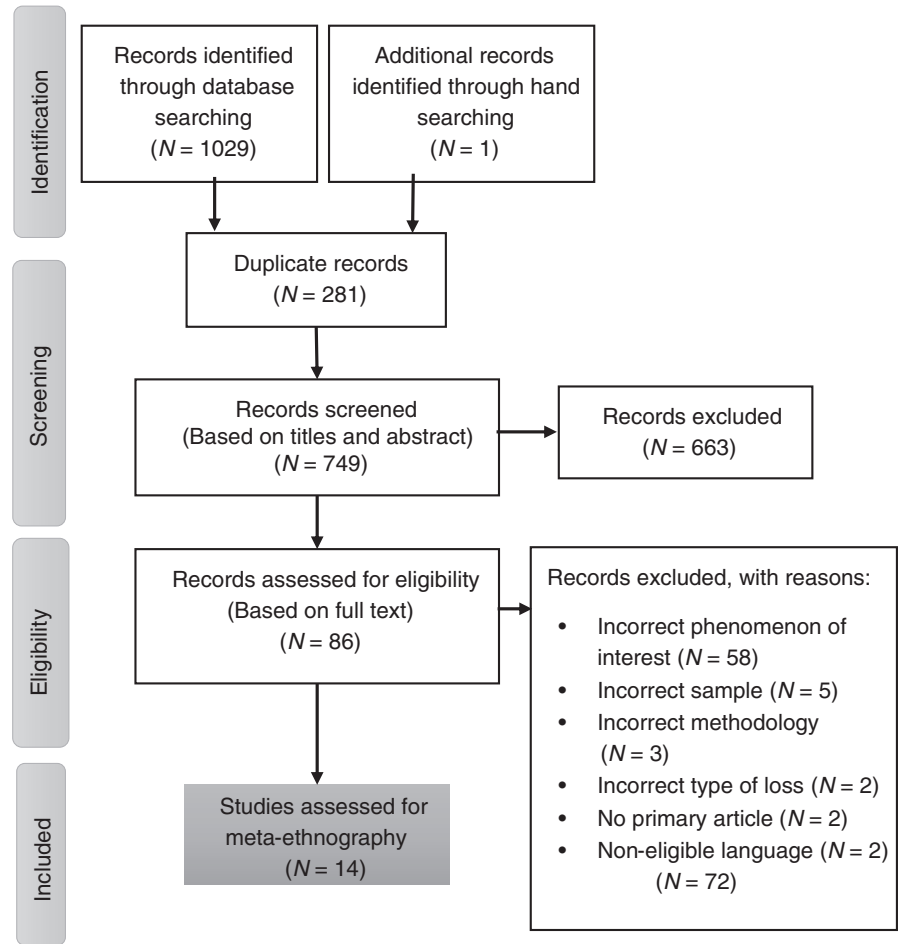 Identification
Records identified
through database
searching
(N = 1029)
Additional records
identified through hand
searching
(N = 1)
Screening
Duplicate records
(N = 281)
Records screened
(Based on titles and abstract)
(N = 749)
Records excluded
(N = 663)
Eligibility
Records assessed for eligibility
(Based on full text)
(N = 86)
Records excluded, with reasons:
• Incorrect phenomenon of
interest (N = 58)
• Incorrect sample (N = 5)
• Incorrect methodology
(N = 3)
• Incorrect type of loss (N = 2)
• No primary article (N = 2)
• Non-eligible language (N = 2)
(N = 72)
Included
Studies assessed for
meta-ethnography
(N = 14)